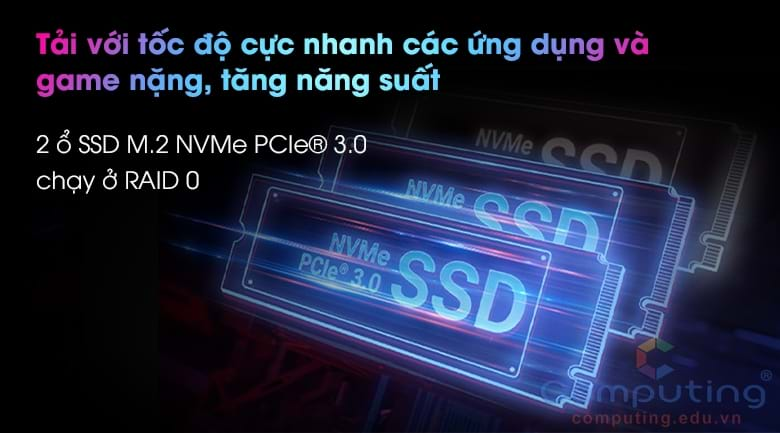 Tải với tốc độ cực nhanh các ứng dụng và
game nặng, tăng năng suất
2 ổ SSD M.2 NVMe PCIe® 3.0
chạy ở RAID 0
NVMe
SSD
NVMe
SSD
NVMe
PCIe® 3.0
SSD
Computing®
computing.edu.vn